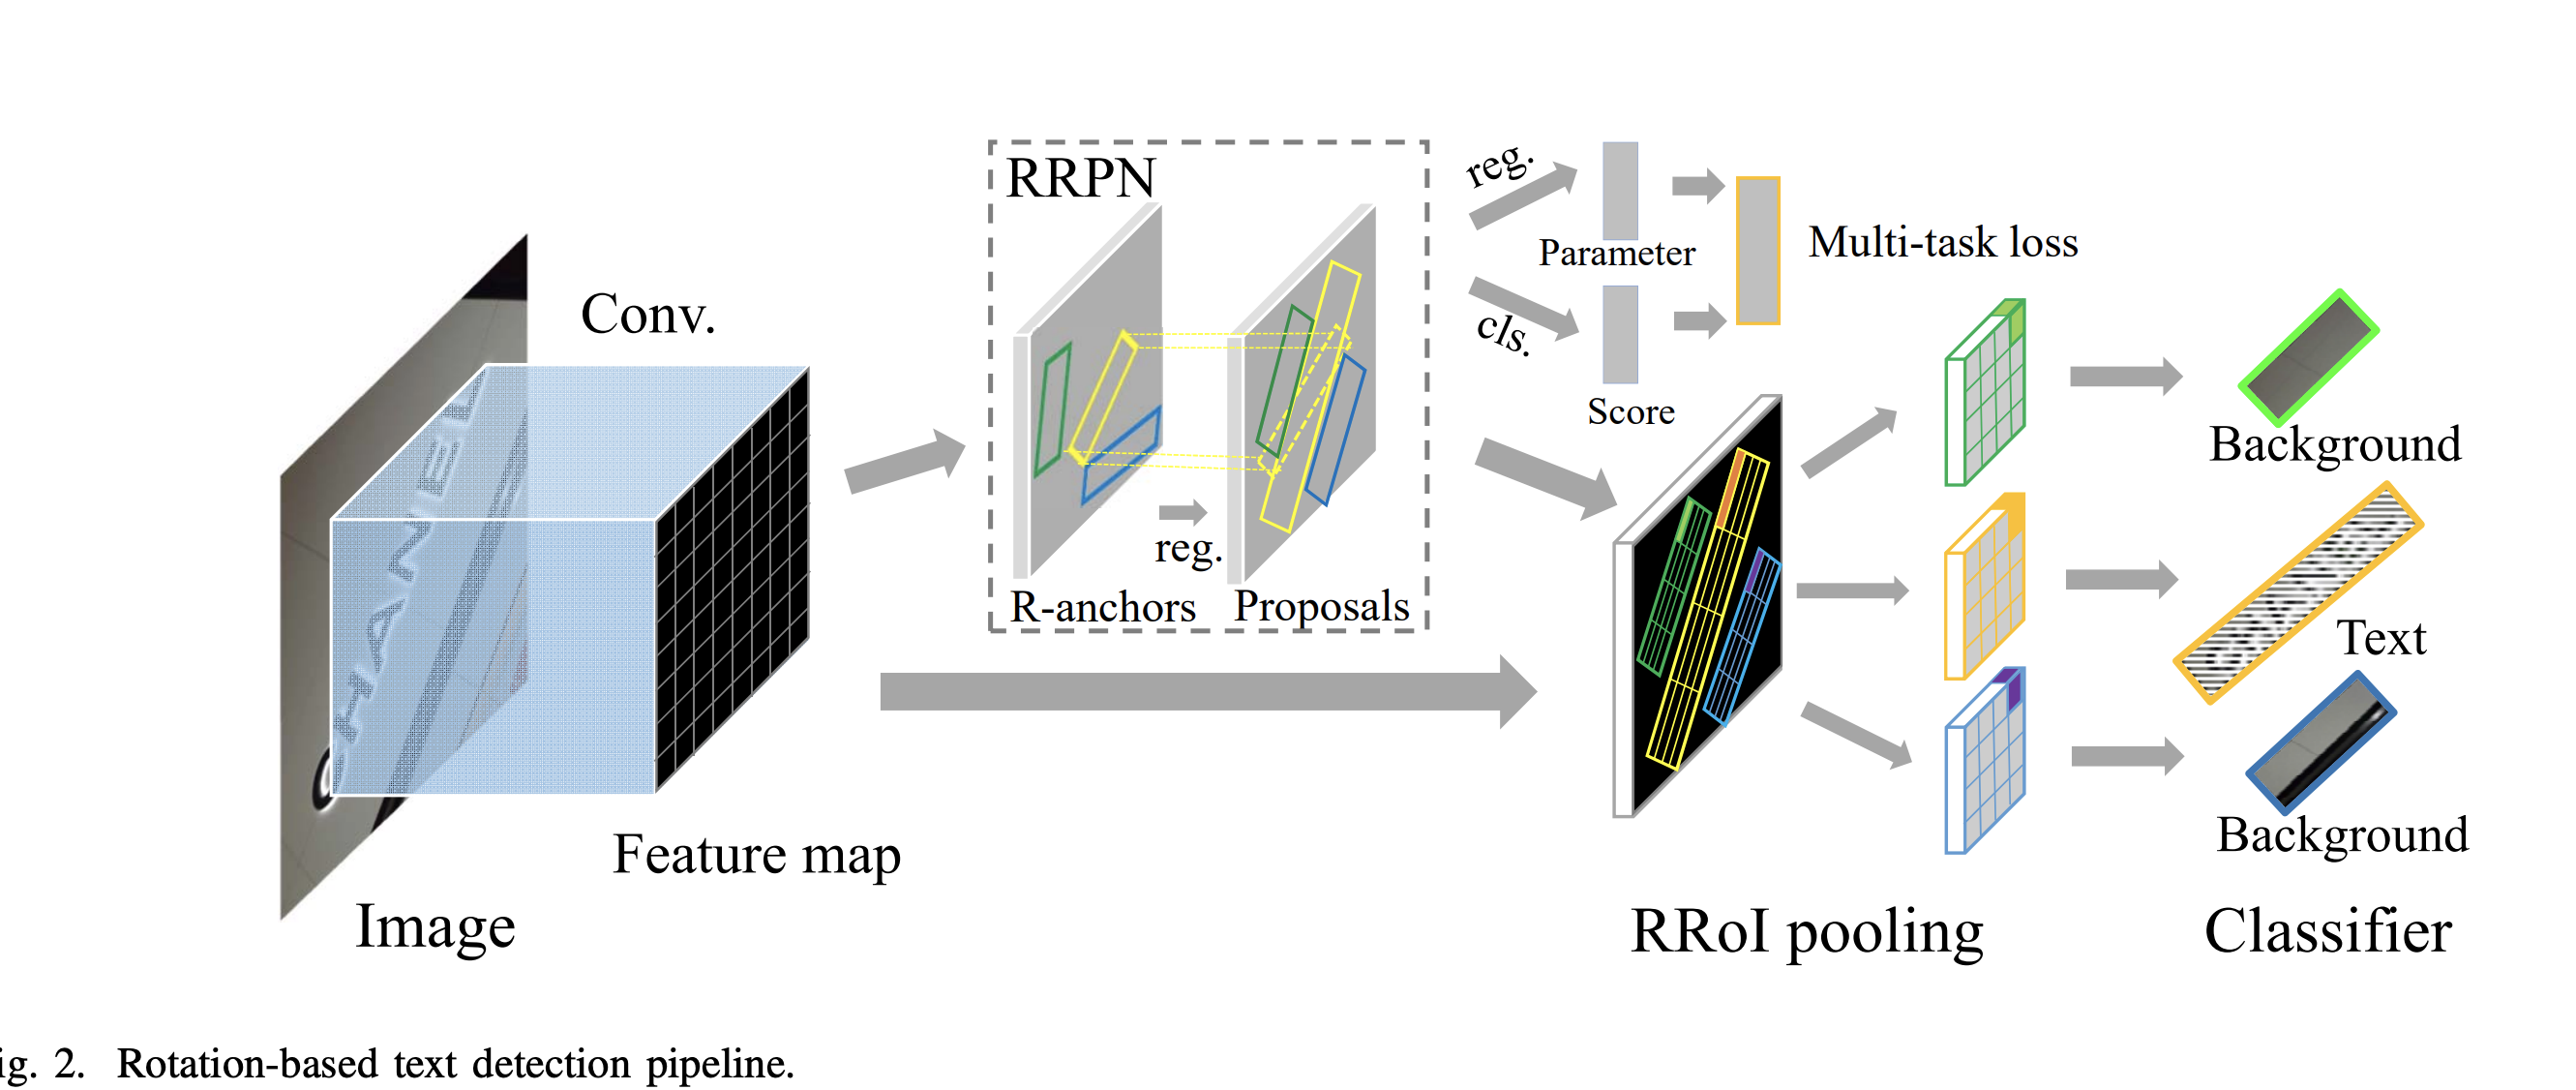 RRPN
reg.
Parameter
Multi-task loss
cls.
Score
Conv.
CHANEL
reg.
R-anchors
Proposals
Background
Text
Background
Feature map
Image
RRoI pooling
Classifier
ig. 2. Rotation-based text detection pipeline.